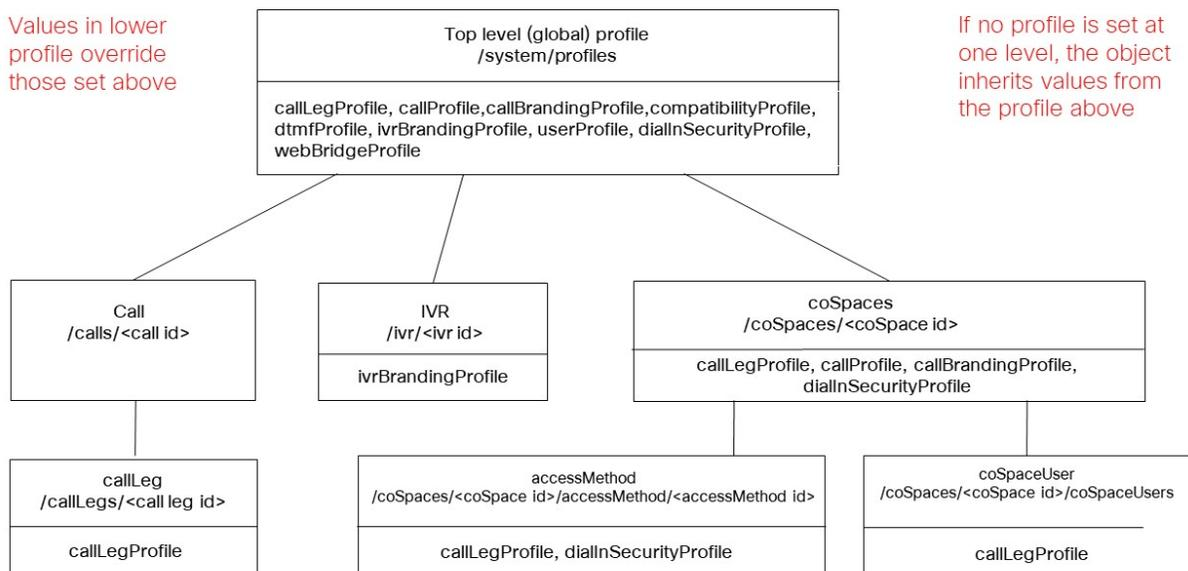 Values in lower
profile override
those set above
Top level (global) profile
/system/profiles
callLegProfile, callProfile,callBrandingProfile,compatibilityProfile,
dtmfProfile, ivrBrandingProfile, userProfile, dialInSecurityProfile,
webBridgeProfile
If no profile is set at
one level, the object
inherits values from
the profile above
Call
/calls/<call id>
IVR
/ivr/<ivr id>
ivrBrandingProfile
coSpaces
/coSpaces/<coSpace id>
callLegProfile, callProfile, callBrandingProfile,
dialInSecurityProfile
callLeg
/callLegs/<call leg id>
callLegProfile
accessMethod
/coSpaces/<coSpace id>/accessMethod/<accessMethod id>
callLegProfile, dialInSecurityProfile
coSpaceUser
/coSpaces/<coSpace id>/coSpaceUsers
callLegProfile